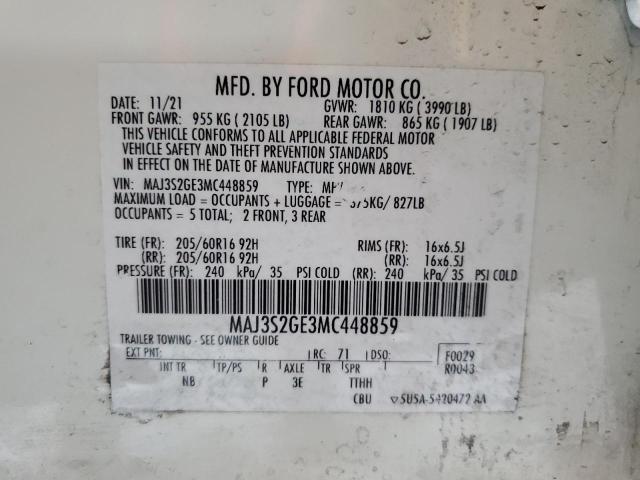 MFD. BY FORD MOTOR CO.
DATE: 11/21 GVWR: 1810 KG ( 3990 LB)
FRONT GAWR: 955 KG ( 2105 LB) REAR GAWR: 865 KG ( 1907 LB)
THIS VEHICLE CONFORMS TO ALL APPLICABLE FEDERAL MOTOR
VEHICLE SAFETY AND THEFT PREVENTION STANDARDS
IN EFFECT ON THE DATE OF MANUFACTURE SHOWN ABOVE.
VIN: MAJ3S2GE3MC448859 TYPE:
MAXIMUM LOAD = OCCUPANTS + LUGGAGE = 375KG/ 827LB
OCCUPANTS = 5 TOTAL; 2 FRONT, 3 REAR
TIRE (FR): 205/60R16 92H RIMS (FR): 16x6.5J
(RR): 205/60R16 92H (RR): 16x6.5J
PRESSURE (FR): 240 kPa/ 35 PSI COLD (RR): 240 kPa/ 35 PSI COLD
MAJ3S2GE3MC448859
TRAILER TOWING - SEE OWNER GUIDE
EXT PNT: RC: 71 DSO: F0029
R0043
INT TR TP/PS R AXLE TR SPR
NB P 3E TTHH
CBU ▽5U5A-5420472 AA